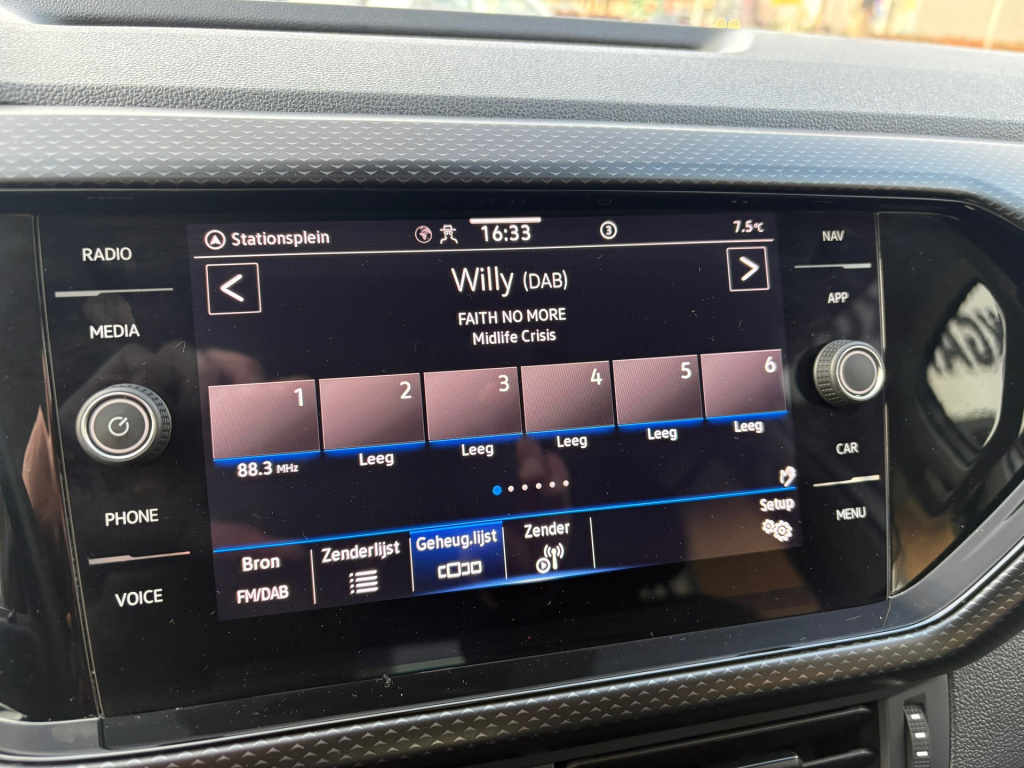 RADIO
MEDIA
PHONE
VOICE
Stationsplein
16:33
3
7.5°C
Willy (DAB)
FAITH NO MORE
Midlife Crisis
1
2
3
4
5
6
88.3 MHz
Leeg
Leeg
Leeg
Leeg
Leeg
Bron
FM/DAB
Zenderlijst
Geheug.lijst
Zender
Setup
NAV
APP
CAR
MENU